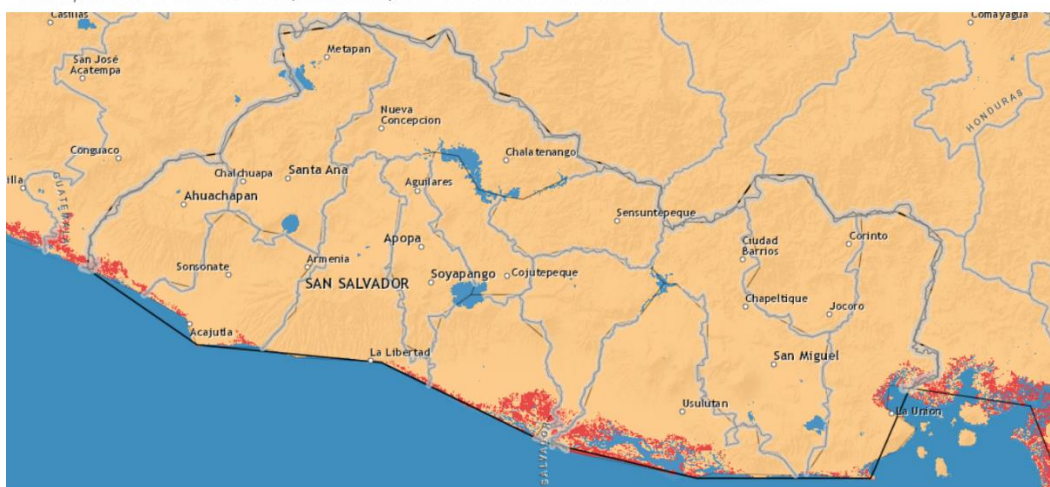 Casillas
Comayagua
Metapan
San José
Acatempa
HONDURAS
Nueva
Concepcion
Conguaco
Chalatenango
Chalchuapa
Santa Ana
Aguilares
Ahuachapan
Sensuntepeque
Apopa
Ciudad
Barrios
Corinto
Armenia
Sonsonate
Soyapango
Cojutepeque
SAN SALVADOR
Chapeltique
Jocoro
Acajutla
La Libertad
San Miguel
Usulutan
La Union